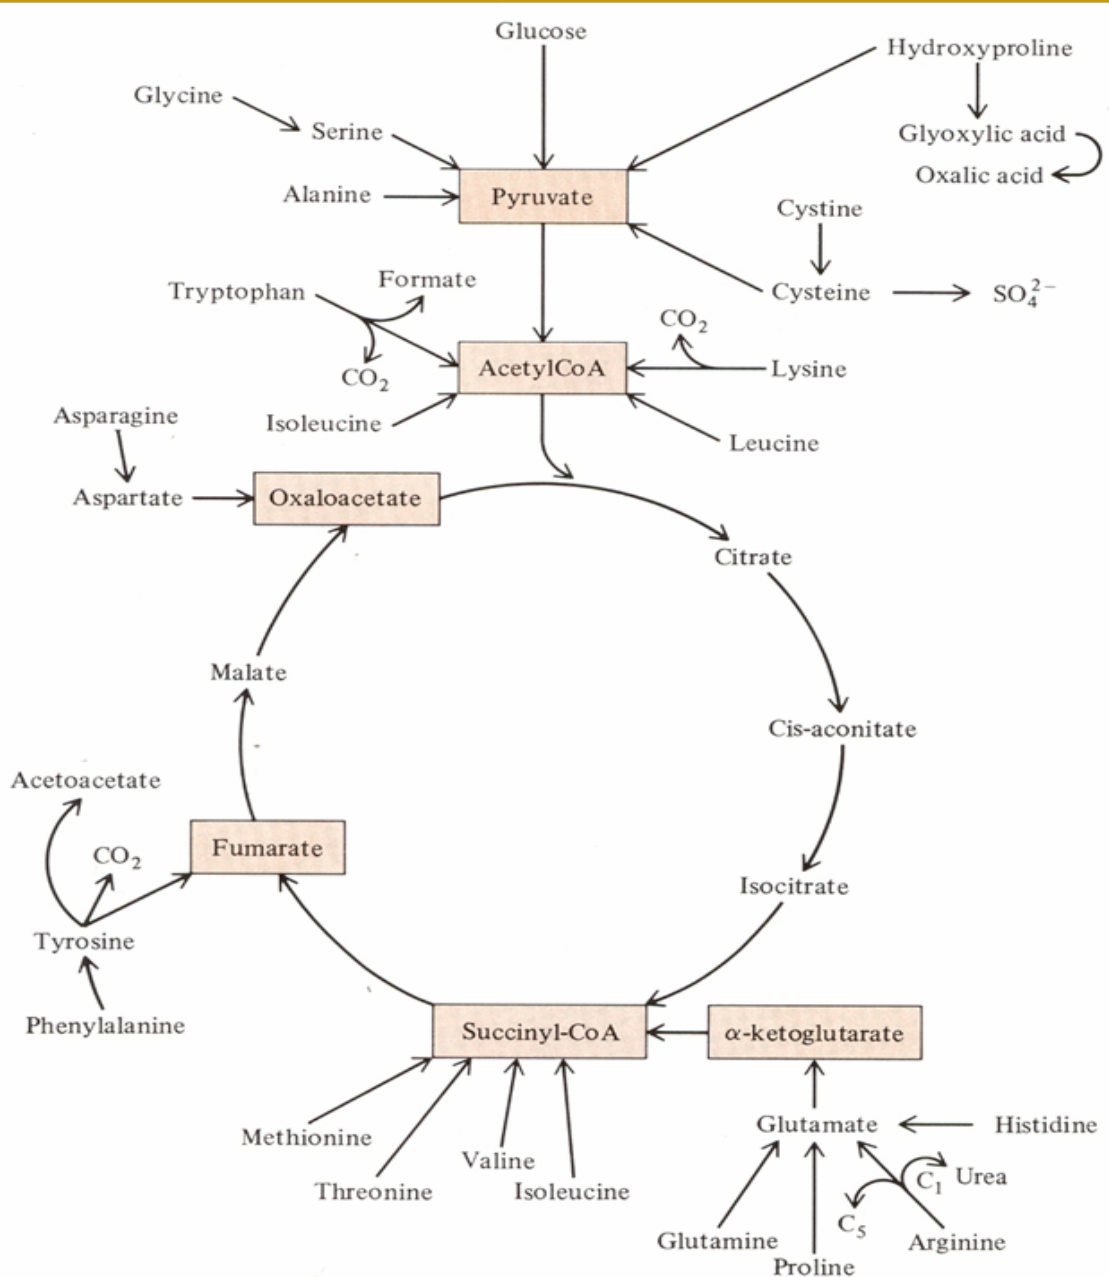 Glucose
Hydroxyproline
Glycine
Serine
Glyoxylic acid
Oxalic acid
Alanine
Pyruvate
Cystine
Tryptophan
Formate
Cysteine
SO₄²⁻
CO₂
CO₂
AcetylCoA
Lysine
Isoleucine
Leucine
Asparagine
Aspartate
Oxaloacetate
Citrate
Malate
Cis-aconitate
Acetoacetate
CO₂
Fumarate
Isocitrate
Tyrosine
Phenylalanine
Succinyl-CoA
α-ketoglutarate
Methionine
Threonine
Valine
Isoleucine
Glutamate
Histidine
C₁
Urea
C₅
Glutamine
Proline
Arginine